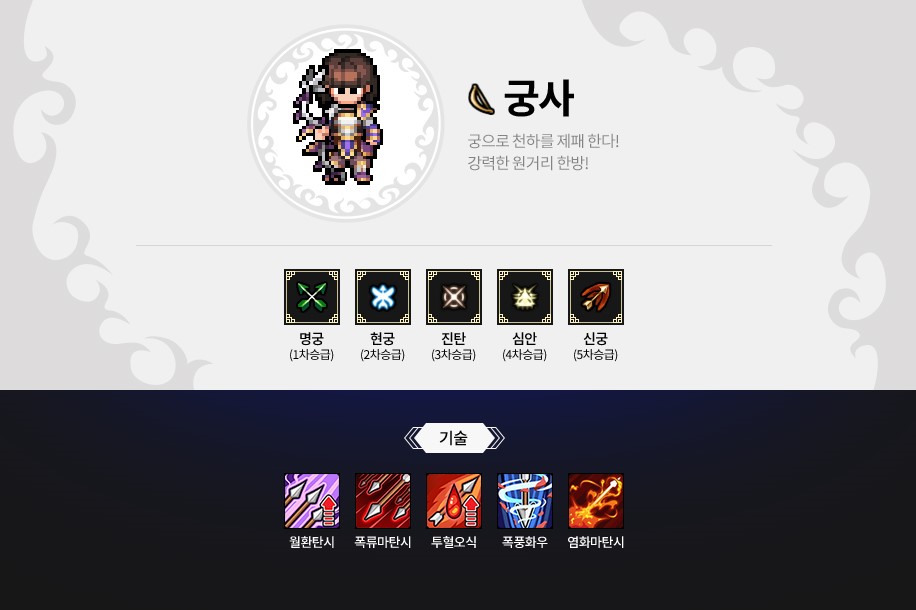 궁사
궁으로 천하를 제패 한다!
강력한 원거리 한방!
명궁 현궁 진탄 심안 신궁
(1차승급) (2차승급) (3차승급) (4차승급) (5차승급)
기술
월환탄시 폭류마탄시 투혈오식 폭풍화우 염화마탄시